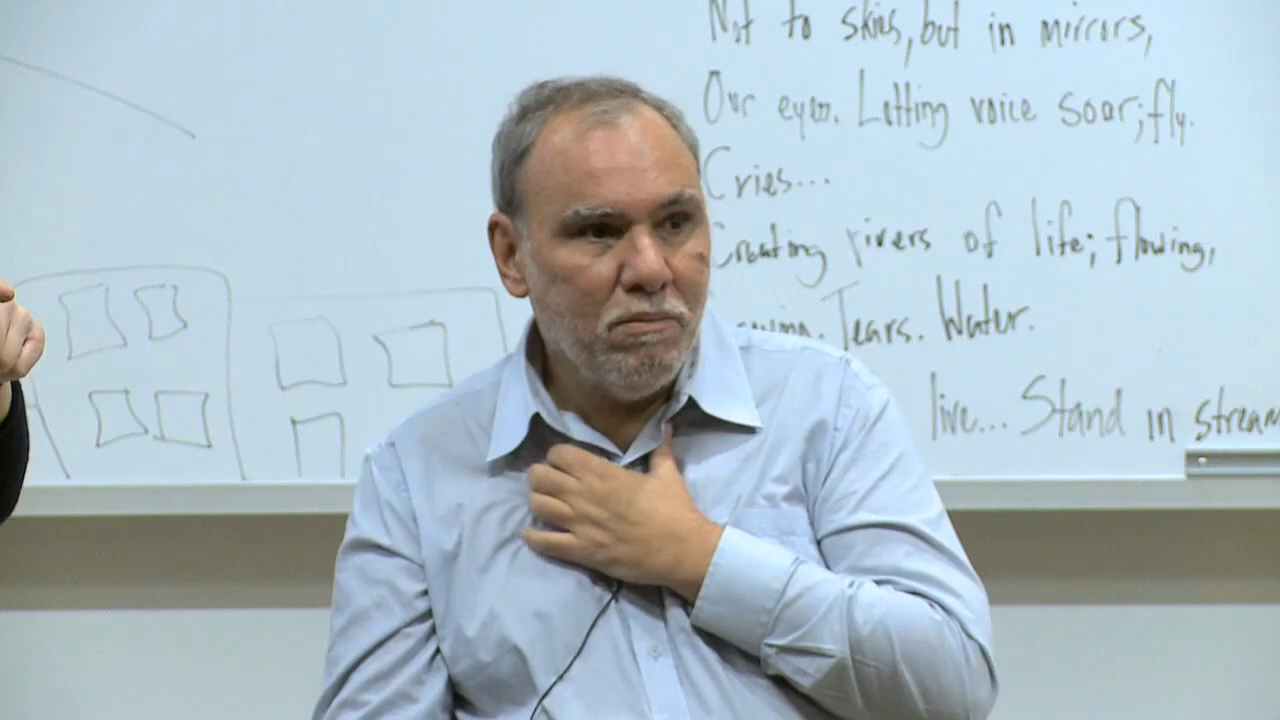 Not to skies, but in mirrors,
Our eyes. Letting voice soar; fly.
Cries...
Creating rivers of life; flowing,
Tears. Water.
live... Stand in stream